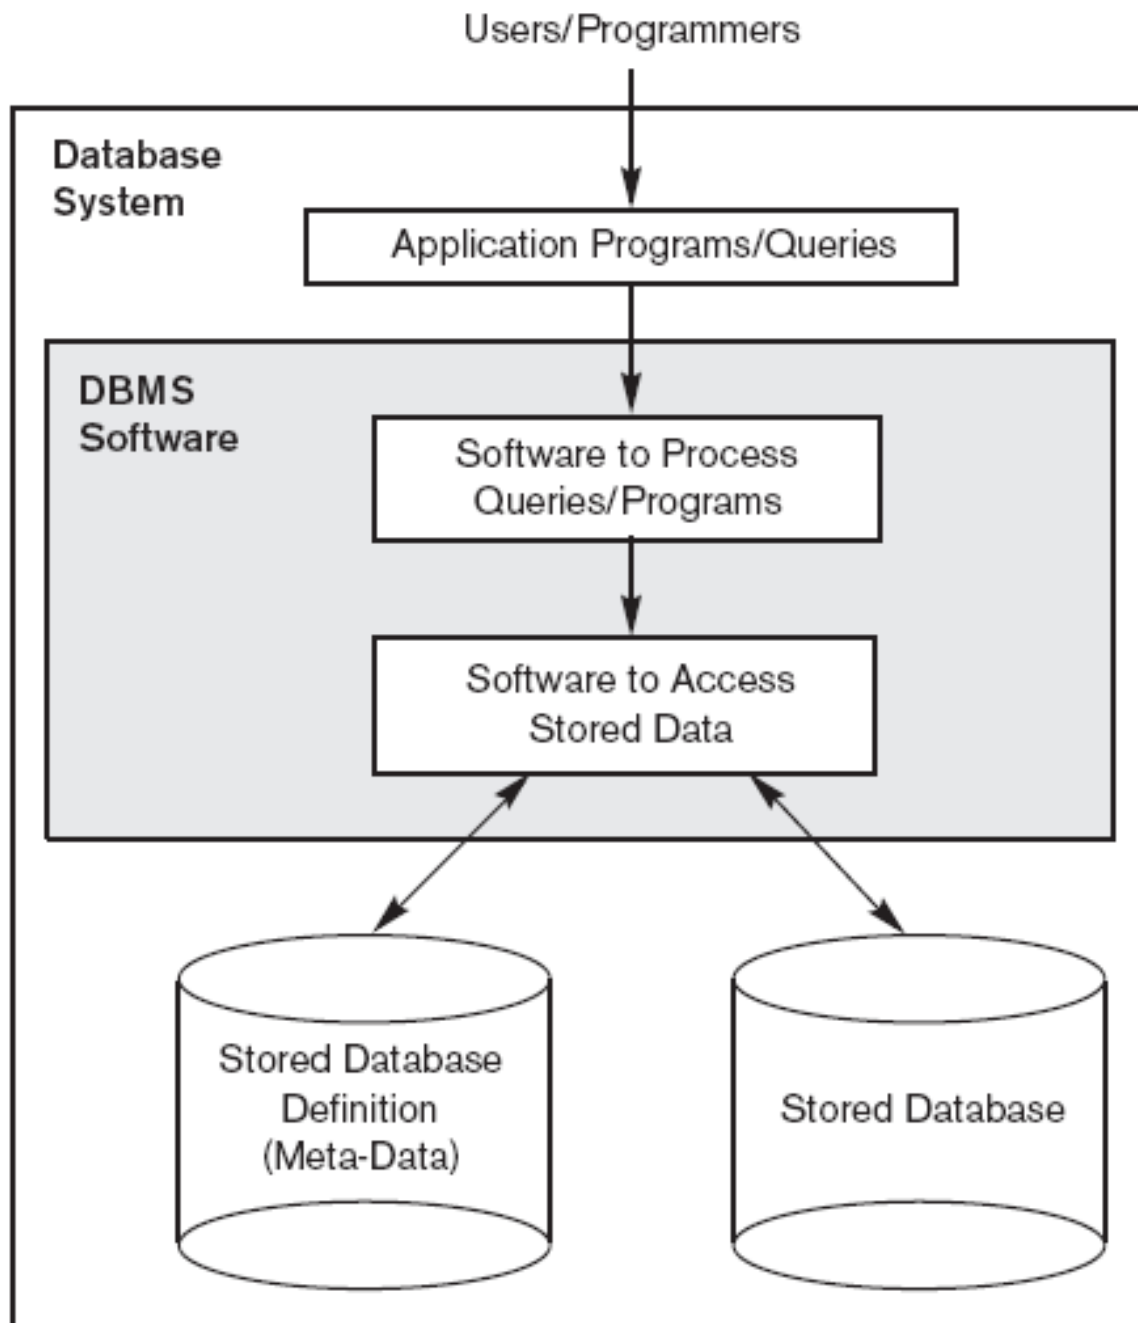 Users/Programmers
Database
System
Application Programs/Queries
DBMS
Software
Software to Process
Queries/Programs
Software to Access
Stored Data
Stored Database
Definition
(Meta-Data)
Stored Database